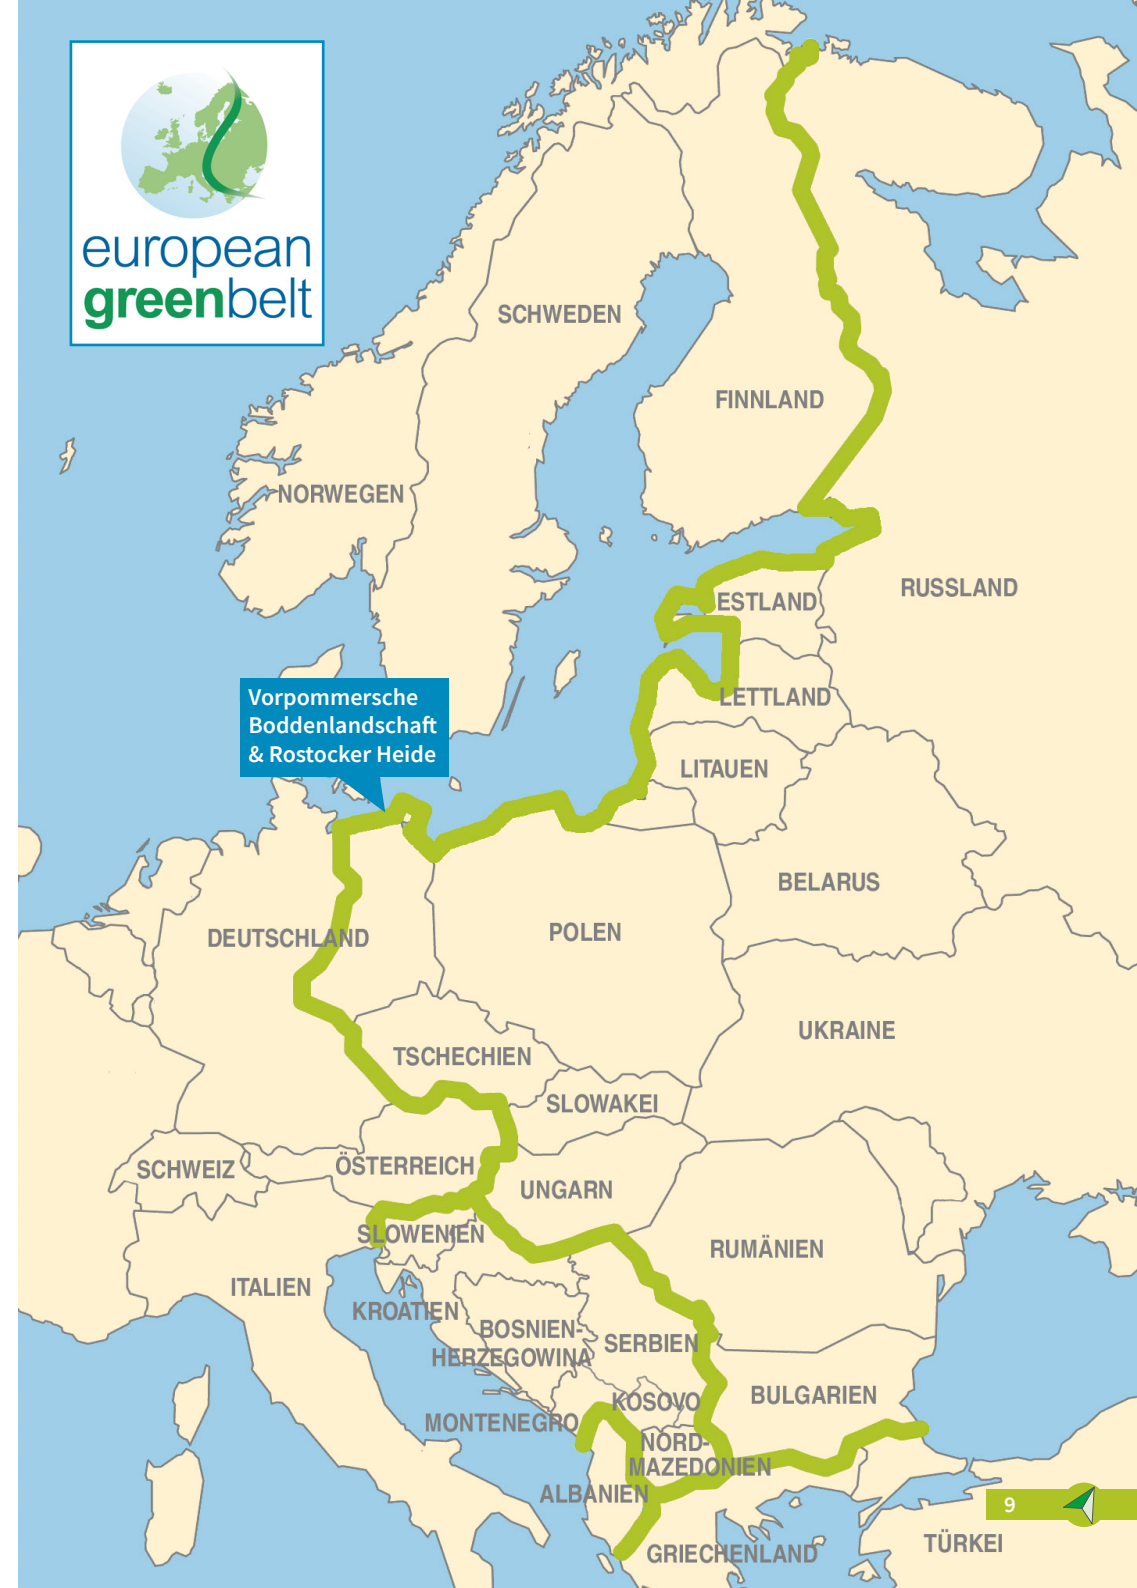 european
greenbelt
SCHWEDEN
FINNLAND
NORWEGEN
RUSSLAND
ESTLAND
Vorpommersche
Boddenlandschaft
& Rostocker Heide
LETTLAND
LITAUEN
BELARUS
POLEN
DEUTSCHLAND
UKRAINE
TSCHECHIEN
SLOWAKEI
SCHWEIZ
ÖSTERREICH
UNGARN
SLOWENIEN
RUMÄNIEN
ITALIEN
KROATIEN
BOSNIEN-
HERZEGOWINA
SERBIEN
KOSOVO
BULGARIEN
MONTENEGRO
NORD-
MAZEDONIEN
ALBANIEN
9
TÜRKEI
GRIECHENLAND